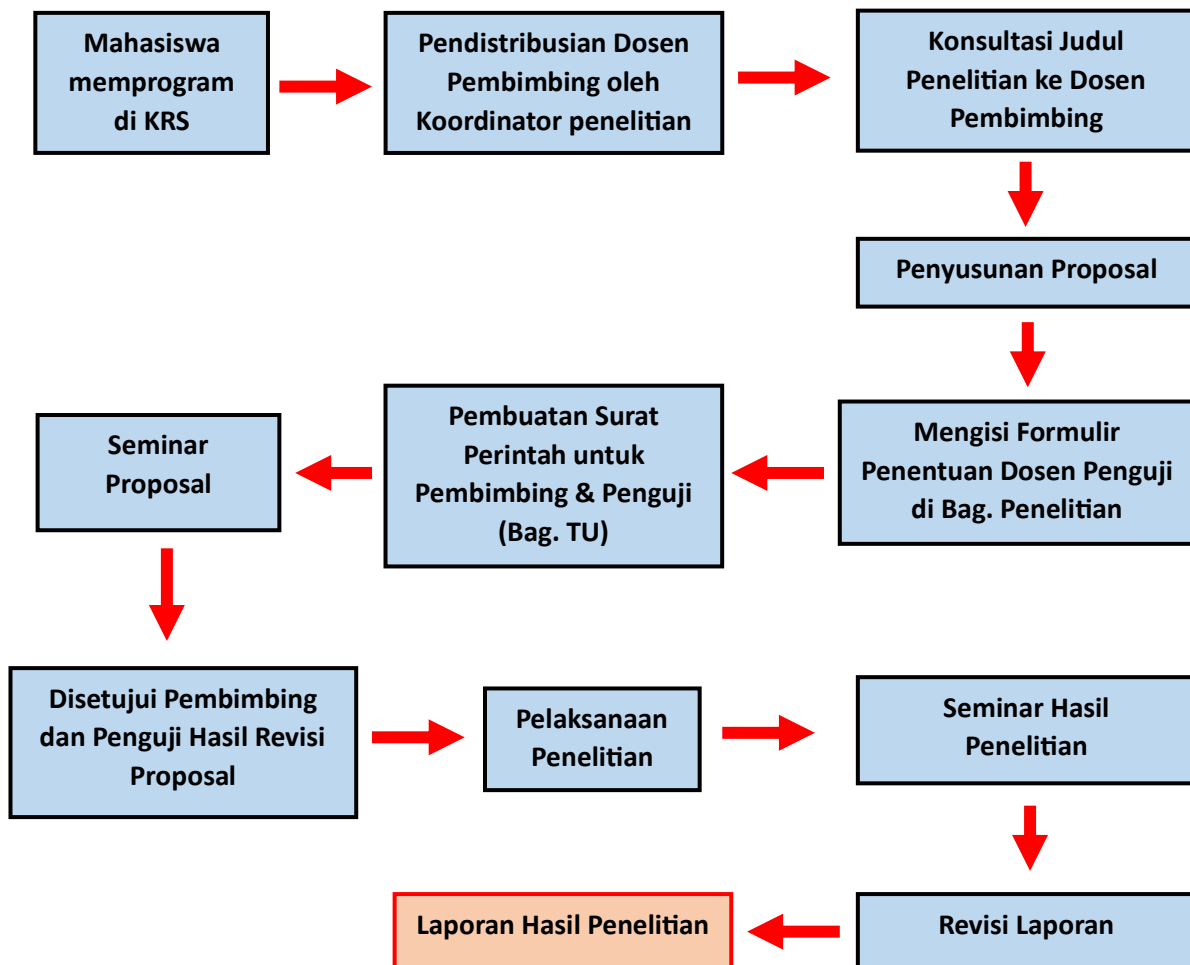 Mahasiswa
memprogram
di KRS
Pendistribusian Dosen
Pembimbing oleh
Koordinator penelitian
Konsultasi Judul
Penelitian ke Dosen
Pembimbing
Penyusunan Proposal
Mengisi Formulir
Penentuan Dosen Penguji
di Bag. Penelitian
Pembuatan Surat
Perintah untuk
Pembimbing & Penguji
(Bag. TU)
Seminar
Proposal
Disetujui Pembimbing
dan Penguji Hasil Revisi
Proposal
Pelaksanaan
Penelitian
Seminar Hasil
Penelitian
Revisi Laporan
Laporan Hasil Penelitian